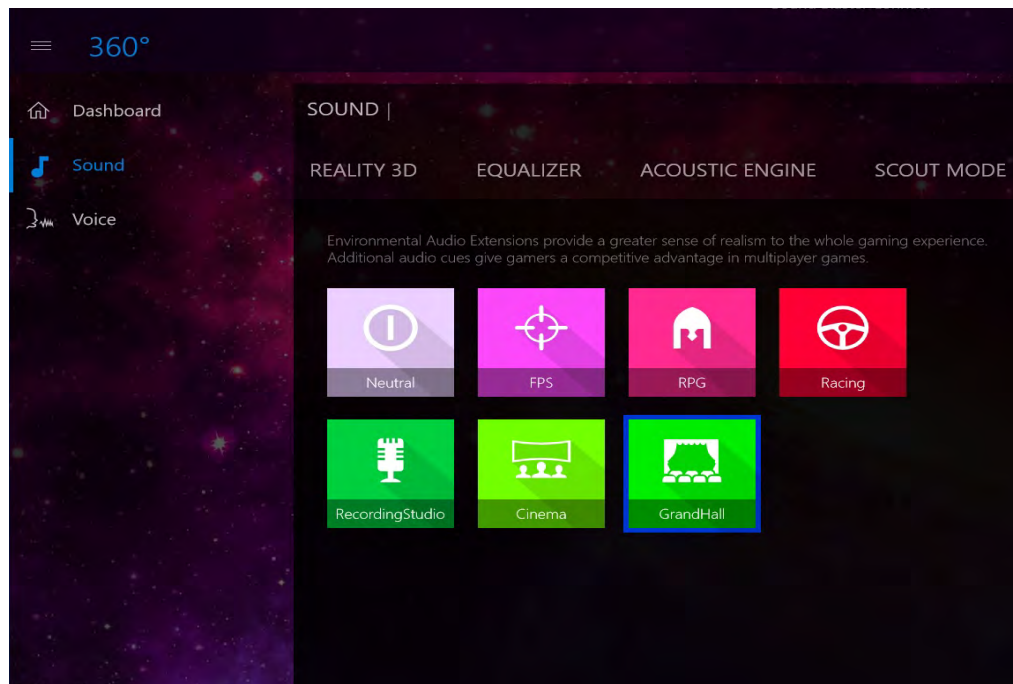 360°
Dashboard
Sound
Voice
SOUND |
REALITY 3D EQUALIZER ACOUSTIC ENGINE SCOUT MODE
Environmental Audio Extensions provide a greater sense of realism to the whole gaming experience.
Additional audio cues give gamers a competitive advantage in multiplayer games.
Neutral FPS RPG Racing
RecordingStudio Cinema GrandHall